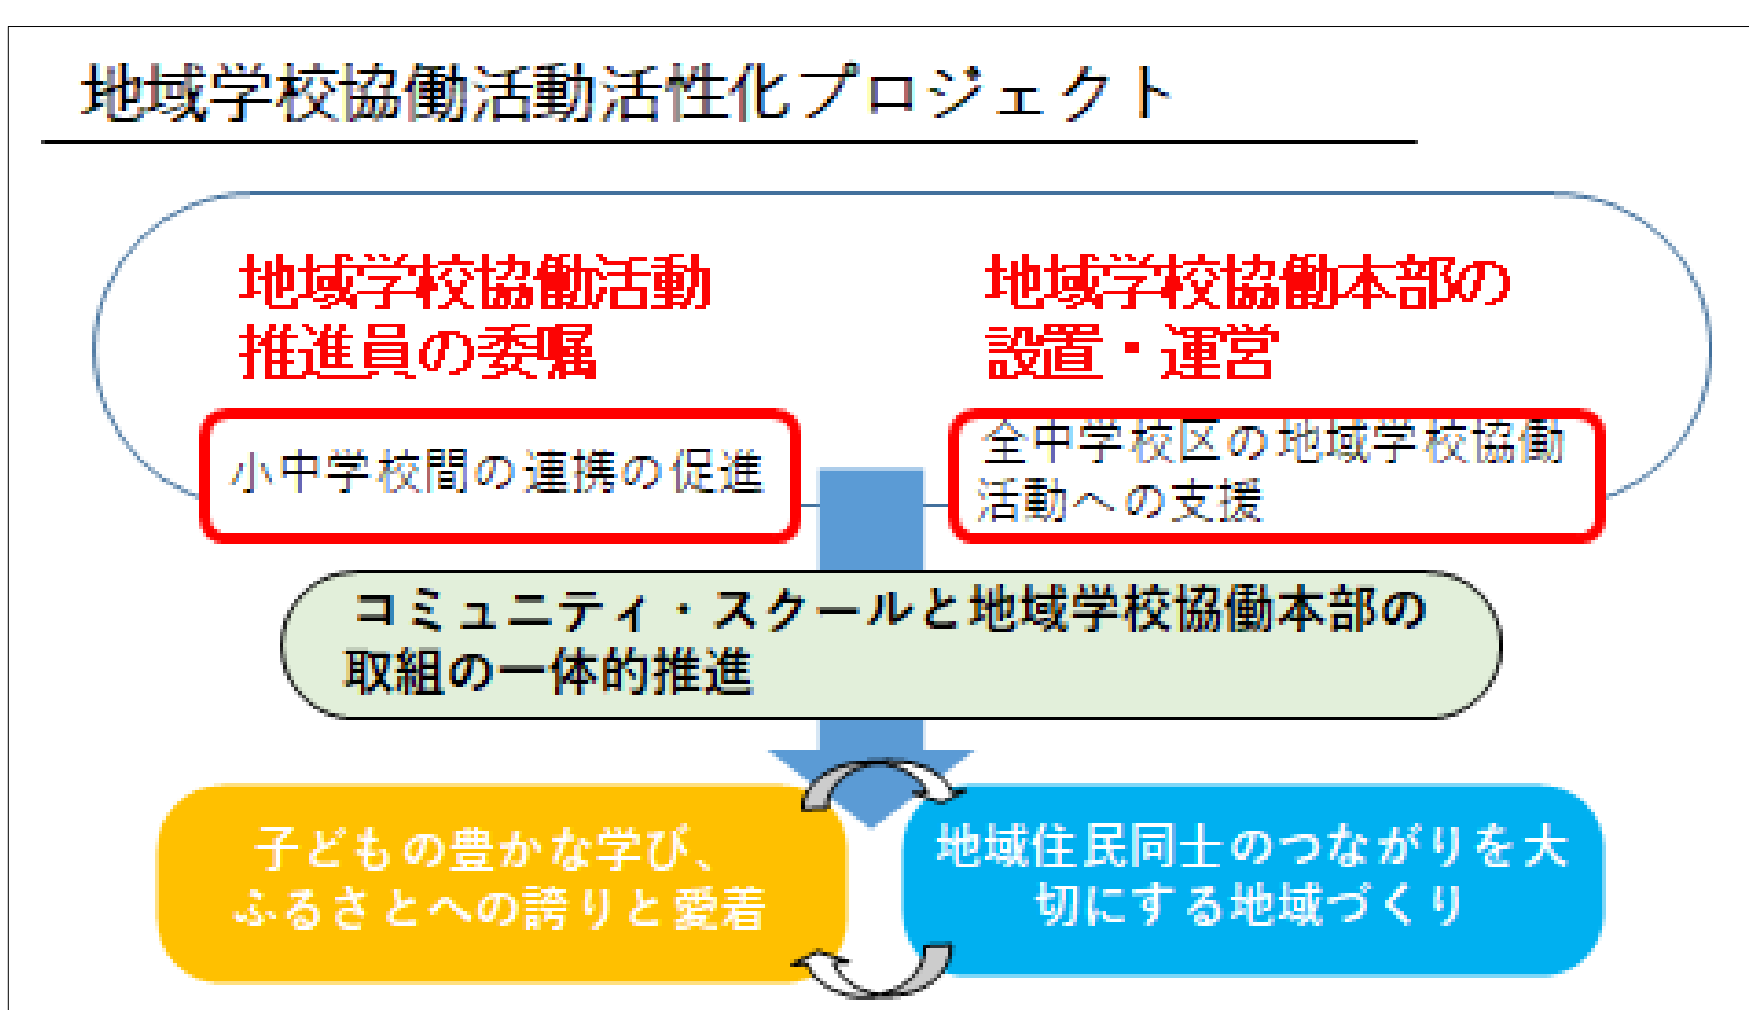 地域学校協働活動活性化プロジェクト
地域学校協働活動
推進員の委嘱
小中学校間の連携の促進
地域学校協働本部の
設置・運営
全中学校区の地域学校協働
活動への支援
コミュニティ・スクールと地域学校協働本部の
取組の一体的推進
子どもの豊かな学び、
ふるさとへの誇りと愛着
地域住民同士のつながりを大
切にする地域づくり